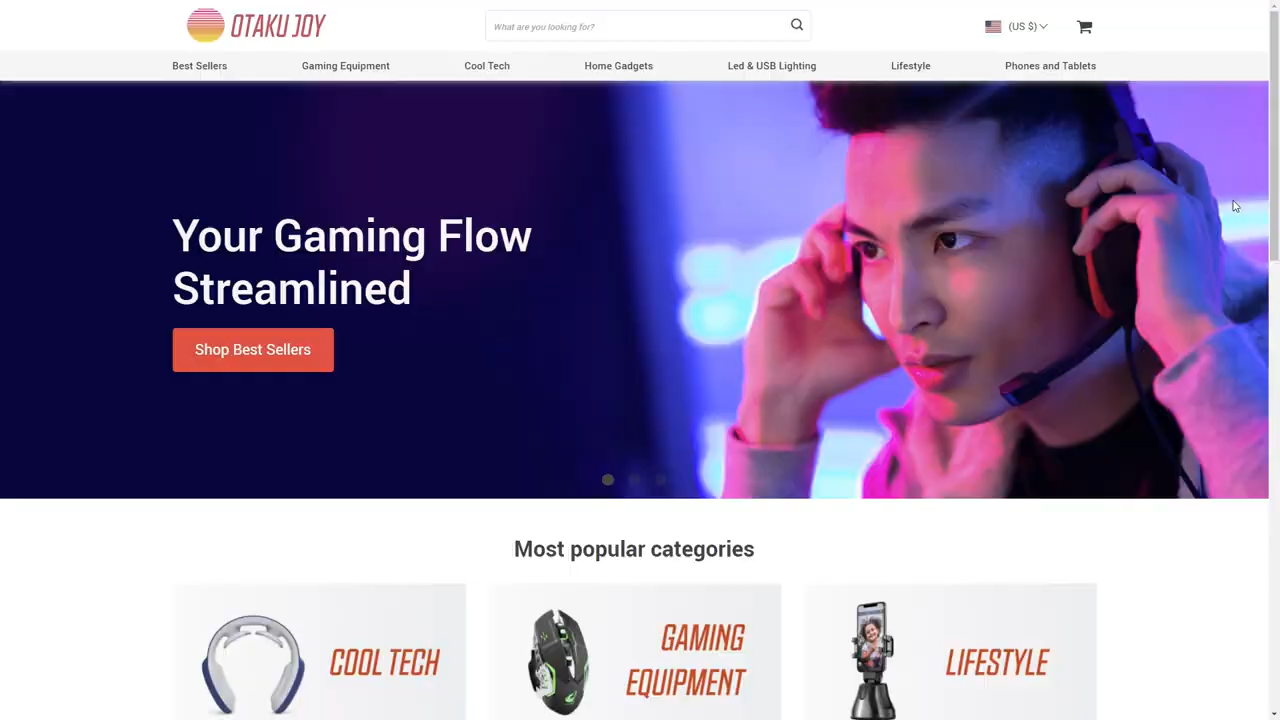 OTAKU JOY
What are you looking for?
(US $)
Best Sellers
Gaming Equipment
Cool Tech
Home Gadgets
Led & USB Lighting
Lifestyle
Phones and Tablets
Your Gaming Flow
Streamlined
Shop Best Sellers
Most popular categories
COOL TECH
GAMING
EQUIPMENT
LIFESTYLE